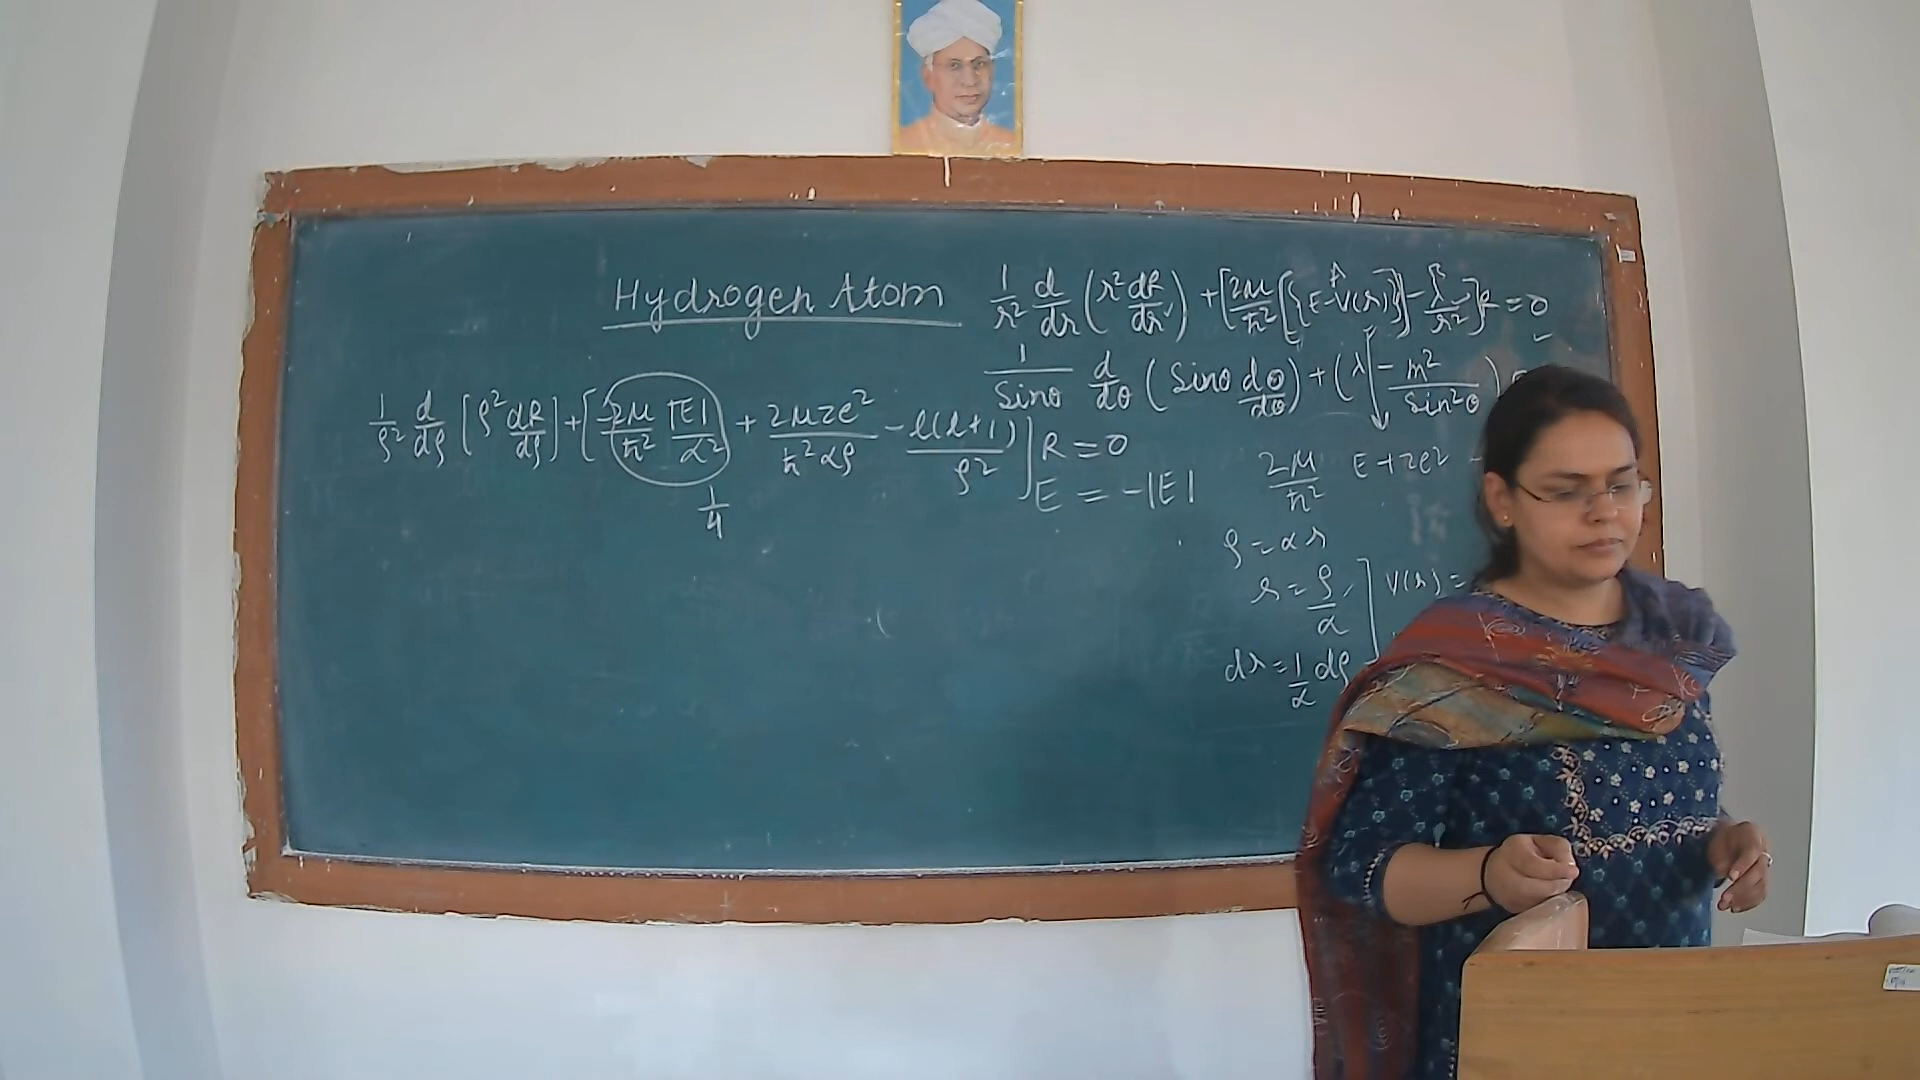 Hydrogen Atom
1/r² d/dr (r² dR/dr) + [2μ/ħ² [{E-V(r)}] - λ/r²] R = 0
1/Sinθ d/dθ (Sinθ dΘ/dθ) + (λ - m²/Sin²θ)
1/ρ² d/dρ [ρ² dR/dρ] + [-2μ/ħ² |E|/α² + 2μze²/ħ²αρ - l(l+1)/ρ²] R = 0
1/4
E = -|E|
2μ/ħ² E + ze²
ρ = αr
r = ρ/α
V(r) =
dr = 1/α dρ